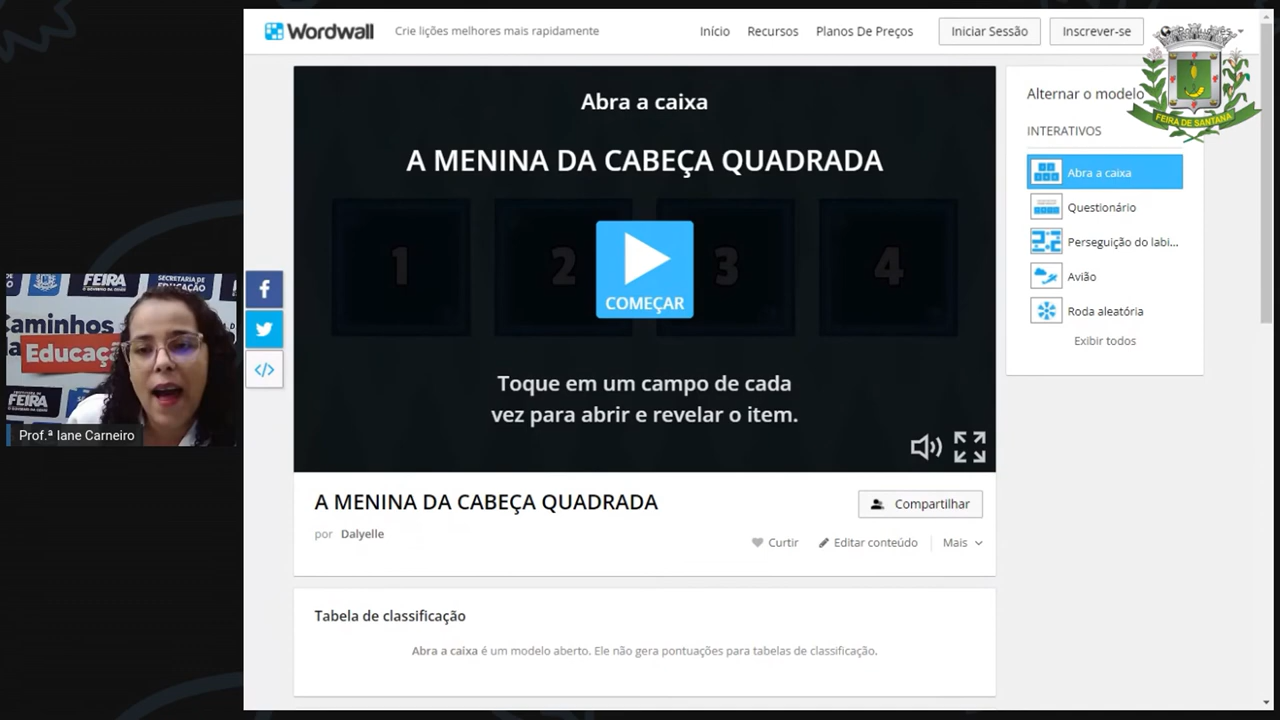 Wordwall
Crie lições melhores mais rapidamente
Início
Recursos
Planos De Preços
Iniciar Sessão
Inscrever-se
FEIRA DE SANTANA
Abra a caixa
A MENINA DA CABEÇA QUADRADA
1
2
3
4
COMEÇAR
Toque em um campo de cada
vez para abrir e revelar o item.
Alternar o modelo
INTERATIVOS
Abra a caixa
Questionário
Perseguição do labi...
Avião
Roda aleatória
Exibir todos
FEIRA
SECRETARIA DE
EDUCAÇÃO
Caminhos
Educaç
FEIRA
Prof.ª Iane Carneiro
A MENINA DA CABEÇA QUADRADA
Compartilhar
por Dalyelle
Curtir
Editar conteúdo
Mais
Tabela de classificação
Abra a caixa é um modelo aberto. Ele não gera pontuações para tabelas de classificação.